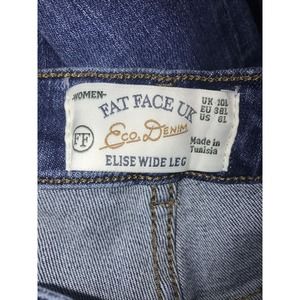 -WOMEN-
FAT FACE UK
UK 10L
EU 38L
US 6L
FF
Eco. Denim
Made in
Tunisia
ELISE WIDE LEG